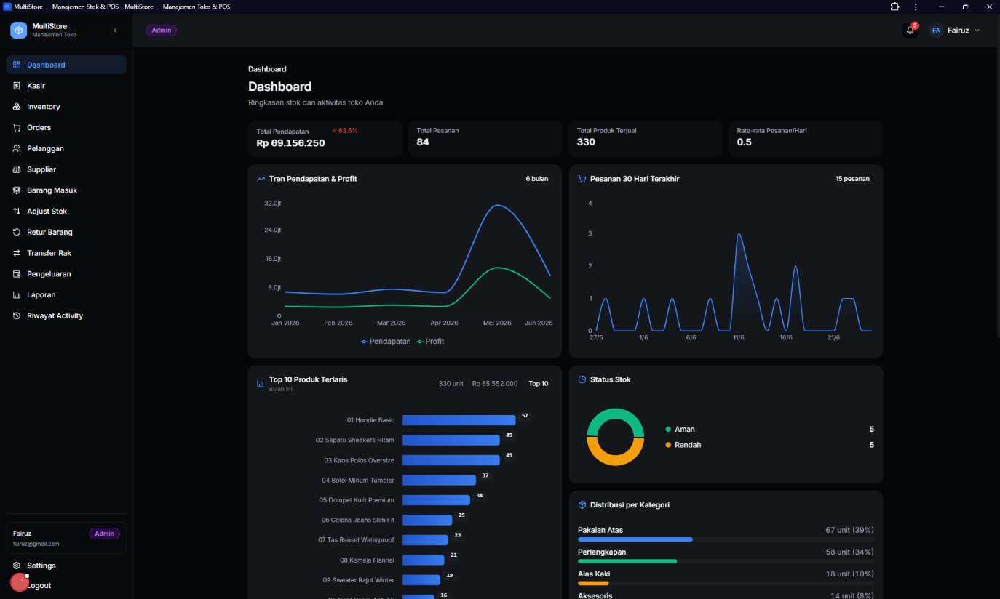 MultiStore — Manajemen Stok & POS - MultiStore — Manajemen Toko & POS
MultiStore
Manajemen Toko
Admin
5
FA
Fairuz
Dashboard
Kasir
Inventory
Orders
Pelanggan
Supplier
Barang Masuk
Adjust Stok
Retur Barang
Transfer Rak
Pengeluaran
Laporan
Riwayat Activity
Fairuz
Admin
fairuz@gmail.com
Settings
Logout
Dashboard
Dashboard
Ringkasan stok dan aktivitas toko Anda
Total Pendapatan
63.6%
Rp 69.156.250
Total Pesanan
84
Total Produk Terjual
330
Rata-rata Pesanan/Hari
0.5
Tren Pendapatan & Profit
6 bulan
32.0jt
24.0jt
16.0jt
8.0jt
0
Jan 2026 Feb 2026 Mar 2026 Apr 2026 Mei 2026 Jun 2026
Pendapatan Profit
Pesanan 30 Hari Terakhir
15 pesanan
4
3
2
1
0
27/5 1/6 6/6 11/6 16/6 21/6
Top 10 Produk Terlaris
Bulan Ini
330 unit Rp 65.552.000 Top 10
01 Hoodie Basic 57
02 Sepatu Sneakers Hitam 49
03 Kaos Polos Oversize 49
04 Botol Minum Tumbler 37
05 Dompet Kulit Premium 34
06 Celana Jeans Slim Fit 25
07 Tas Ransel Waterproof 23
08 Kemeja Flannel 21
09 Sweater Rajut Winter 19
16
Status Stok
Aman 5
Rendah 5
Distribusi per Kategori
Pakaian Atas 67 unit (39%)
Perlengkapan 58 unit (34%)
Alas Kaki 18 unit (10%)
Aksesoris 14 unit (8%)